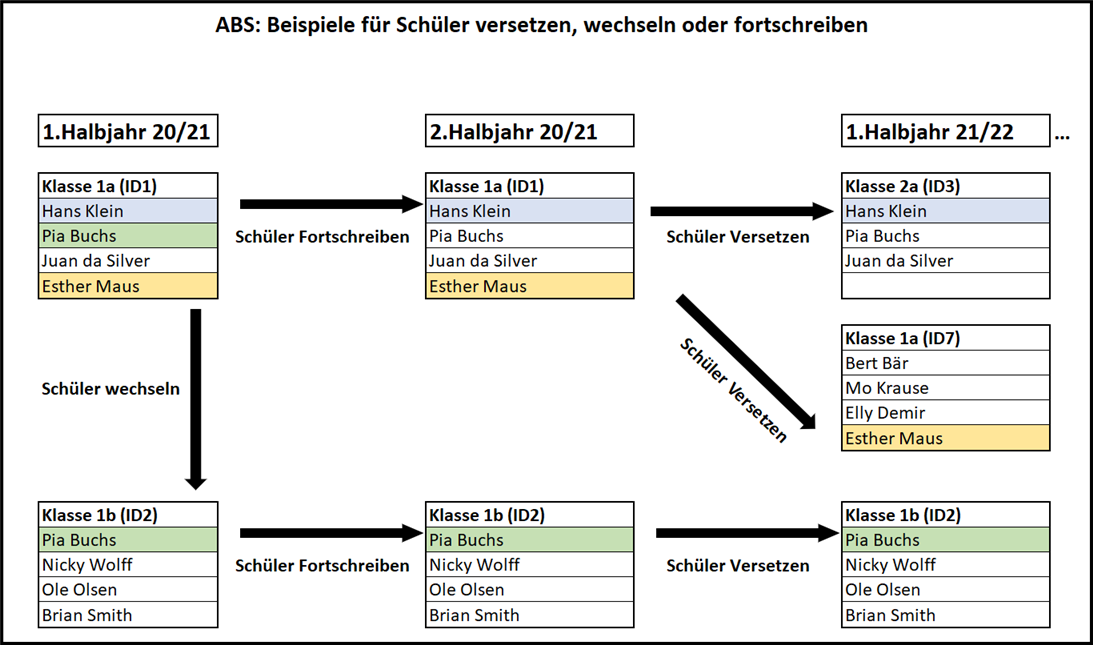 ABS: Beispiele für Schüler versetzen, wechseln oder fortschreiben
1.Halbjahr 20/21
2.Halbjahr 20/21
1.Halbjahr 21/22
...
Klasse 1a (ID1)
Hans Klein
Pia Buchs
Juan da Silver
Esther Maus
Schüler Fortschreiben
Klasse 1a (ID1)
Hans Klein
Pia Buchs
Juan da Silver
Esther Maus
Schüler Versetzen
Klasse 2a (ID3)
Hans Klein
Pia Buchs
Juan da Silver
Schüler Versetzen
Klasse 1a (ID7)
Bert Bär
Mo Krause
Elly Demir
Esther Maus
Schüler wechseln
Klasse 1b (ID2)
Pia Buchs
Nicky Wolff
Ole Olsen
Brian Smith
Schüler Fortschreiben
Klasse 1b (ID2)
Pia Buchs
Nicky Wolff
Ole Olsen
Brian Smith
Schüler Versetzen
Klasse 1b (ID2)
Pia Buchs
Nicky Wolff
Ole Olsen
Brian Smith